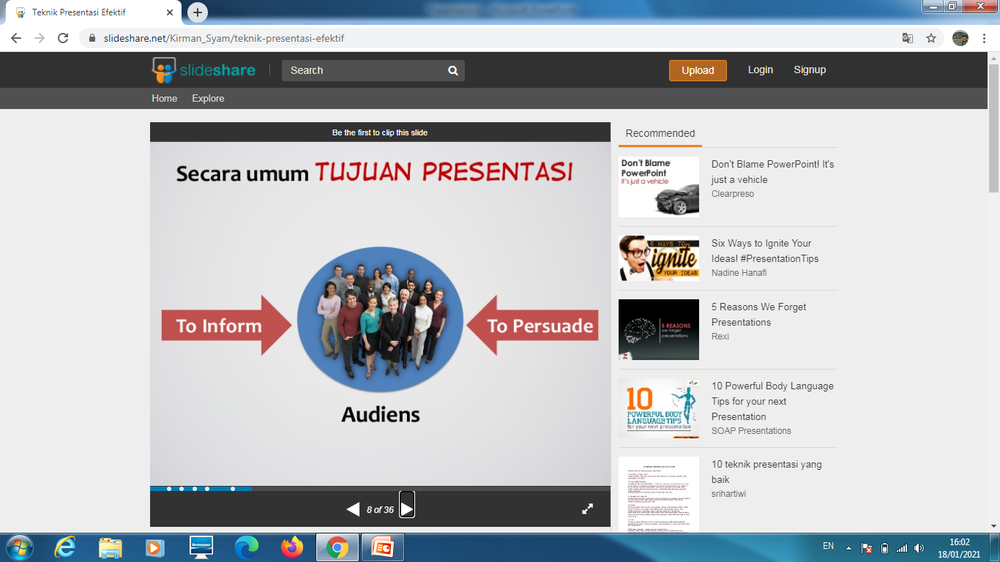 Teknik Presentasi Efektif
slideshare.net/Kirman_Syam/teknik-presentasi-efektif
slideshare
Search
Upload
Login
Signup
Home
Explore
Be the first to clip this slide
Secara umum TUJUAN PRESENTASI
To Inform
To Persuade
Audiens
8 of 36
Recommended
Don't Blame
PowerPoint
It's just a vehicle
Don't Blame PowerPoint! It's
just a vehicle
Clearpreso
6 WAYS TO
ignite
YOUR IDEAS
Six Ways to Ignite Your
Ideas! #PresentationTips
Nadine Hanafi
5 REASONS
we forget
presentations
5 Reasons We Forget
Presentations
Rexi
10
POWERFUL BODY
LANGUAGE TIPS
for your next presentation
10 Powerful Body Language
Tips for your next
Presentation
SOAP Presentations
10 teknik presentasi yang
baik
srihartiwi
lenovo
EN
16:02
18/01/2021